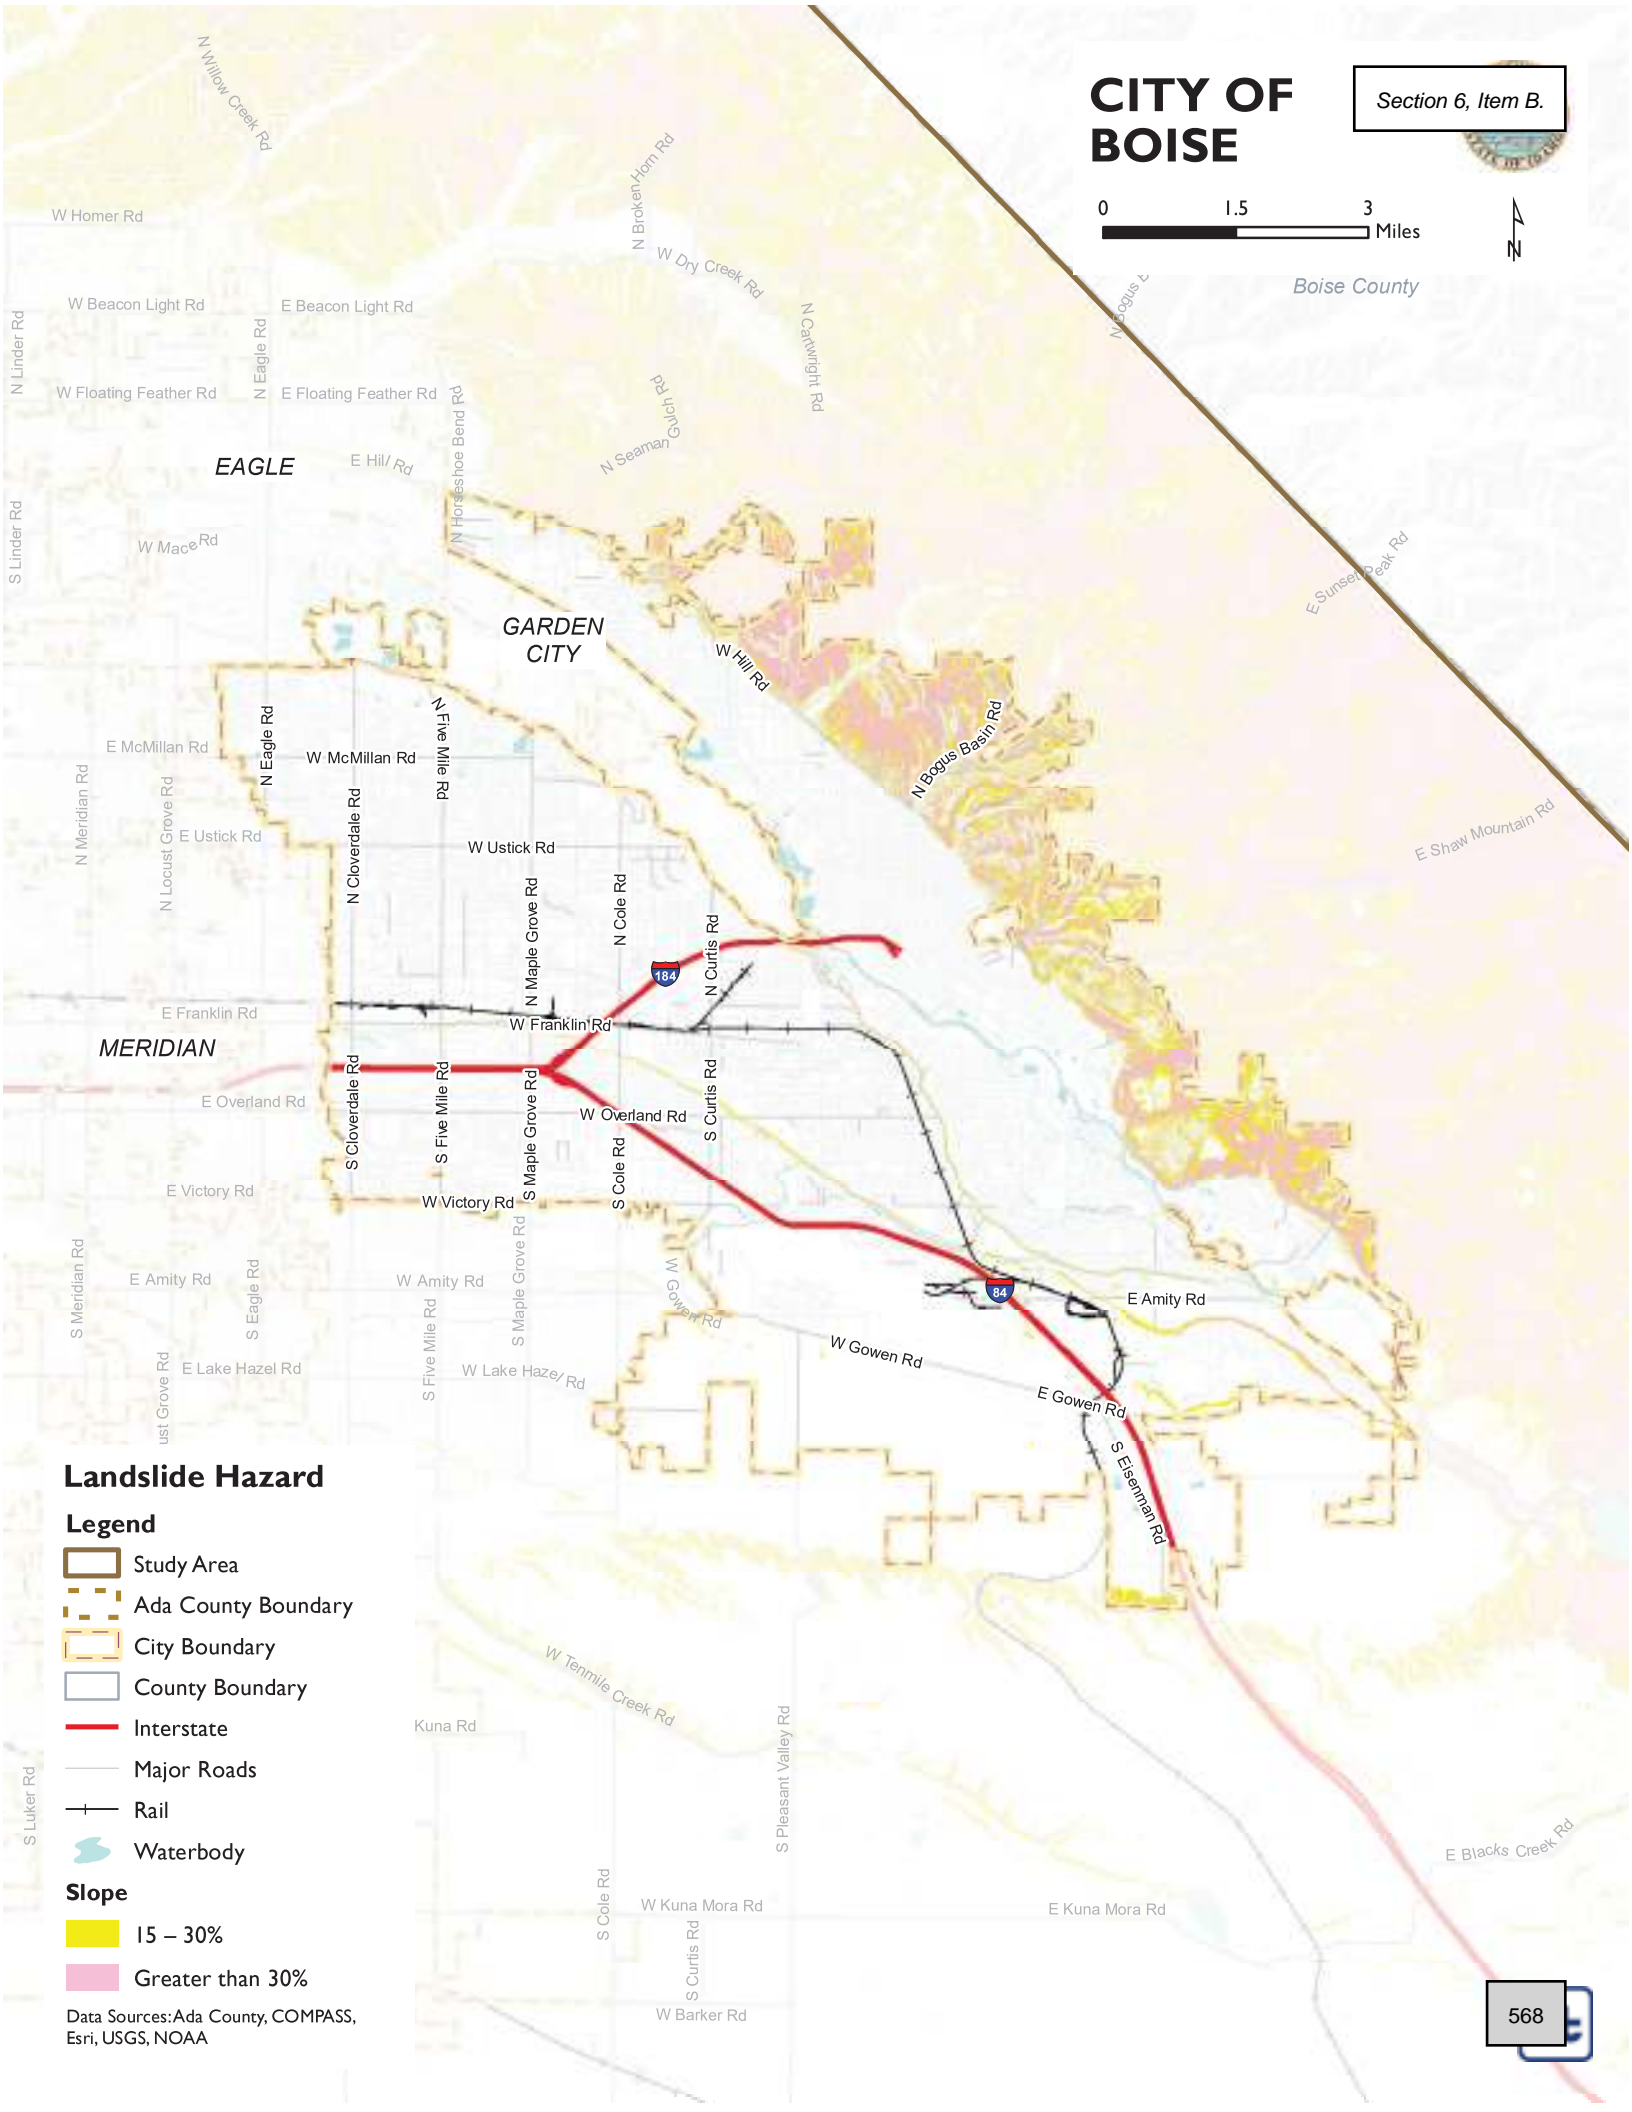 CITY OF
BOISE
Section 6, Item B.
0 1.5 3
Miles
N
Boise County
N Willow Creek Rd
N Broken Horn Rd
W Homer Rd
W Dry Creek Rd
N Bogus B
W Beacon Light Rd
E Beacon Light Rd
N Linder Rd
N Eagle Rd
N Cartwright Rd
W Floating Feather Rd
E Floating Feather Rd
N Horseshoe Bend Rd
N Seaman Gulch Rd
EAGLE
E Hill Rd
S Linder Rd
W Mace Rd
E Sunset Peak Rd
GARDEN
CITY
W Hill Rd
N Bogus Basin Rd
N Eagle Rd
N Five Mile Rd
E McMillan Rd
W McMillan Rd
N Meridian Rd
N Locust Grove Rd
N Cloverdale Rd
E Ustick Rd
W Ustick Rd
E Shaw Mountain Rd
N Maple Grove Rd
N Cole Rd
N Curtis Rd
184
E Franklin Rd
W Franklin Rd
MERIDIAN
E Overland Rd
W Overland Rd
S Cloverdale Rd
S Five Mile Rd
S Maple Grove Rd
S Cole Rd
S Curtis Rd
E Victory Rd
W Victory Rd
S Meridian Rd
S Eagle Rd
E Amity Rd
W Amity Rd
S Maple Grove Rd
W Gowen Rd
84
E Amity Rd
S Five Mile Rd
W Gowen Rd
E Lake Hazel Rd
W Lake Hazel Rd
ust Grove Rd
E Gowen Rd
S Eisenman Rd
Landslide Hazard
Legend
Study Area
Ada County Boundary
City Boundary
County Boundary
Interstate
Major Roads
Rail
Waterbody
Slope
15 – 30%
Greater than 30%
Data Sources: Ada County, COMPASS,
Esri, USGS, NOAA
W Tenmile Creek Rd
Kuna Rd
S Pleasant Valley Rd
S Luker Rd
E Blacks Creek Rd
S Cole Rd
W Kuna Mora Rd
E Kuna Mora Rd
S Curtis Rd
W Barker Rd
568